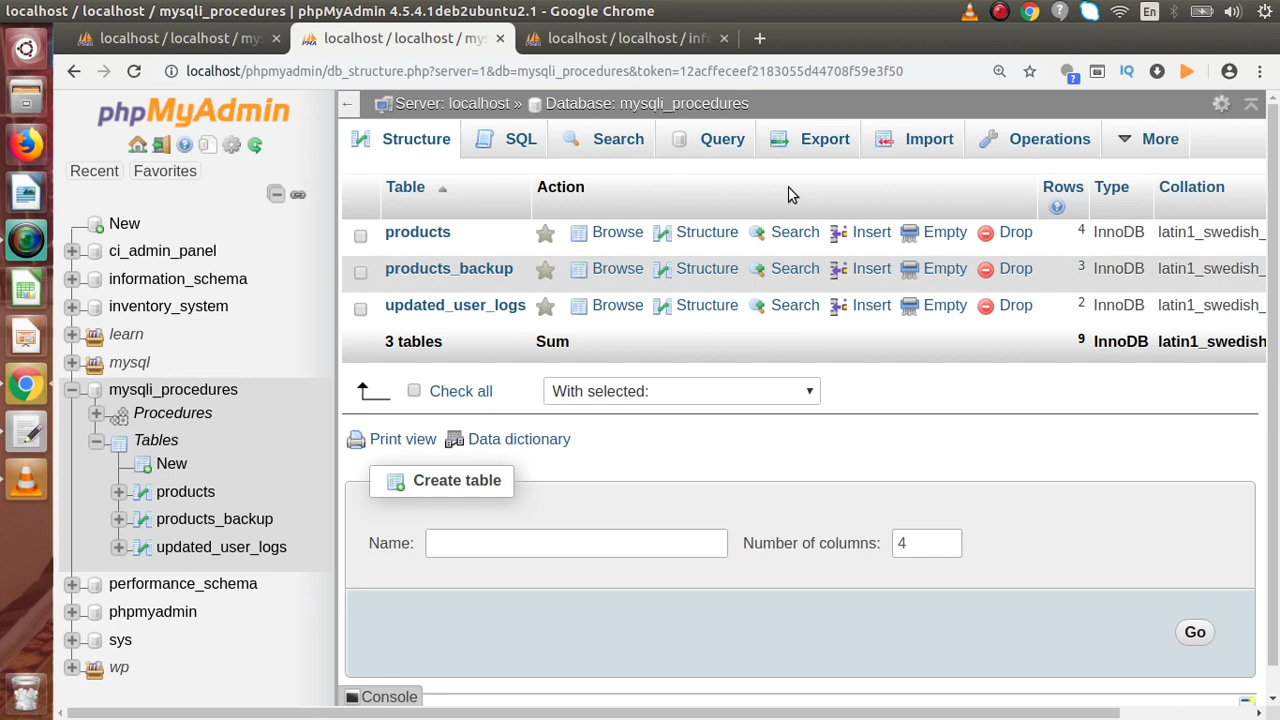 localhost / localhost / mysqli_procedures | phpMyAdmin 4.5.4.1deb2ubuntu2.1 - Google Chrome
En
localhost / localhost / my
localhost / localhost / mys
localhost / localhost / info
localhost/phpmyadmin/db_structure.php?server=1&db=mysqli_procedures&token=12acffeceef2183055d44708f59e3f50
IQ
phpMyAdmin
Recent
Favorites
New
ci_admin_panel
information_schema
inventory_system
learn
mysql
mysqli_procedures
Procedures
Tables
New
products
products_backup
updated_user_logs
performance_schema
phpmyadmin
sys
wp
Server: localhost » Database: mysqli_procedures
Structure SQL Search Query Export Import Operations More
Table Action Rows Type Collation
products Browse Structure Search Insert Empty Drop 4 InnoDB latin1_swedish_
products_backup Browse Structure Search Insert Empty Drop 3 InnoDB latin1_swedish_
updated_user_logs Browse Structure Search Insert Empty Drop 2 InnoDB latin1_swedish_
3 tables Sum 9 InnoDB latin1_swedish
Check all With selected:
Print view Data dictionary
Create table
Name: Number of columns: 4
Go
Console